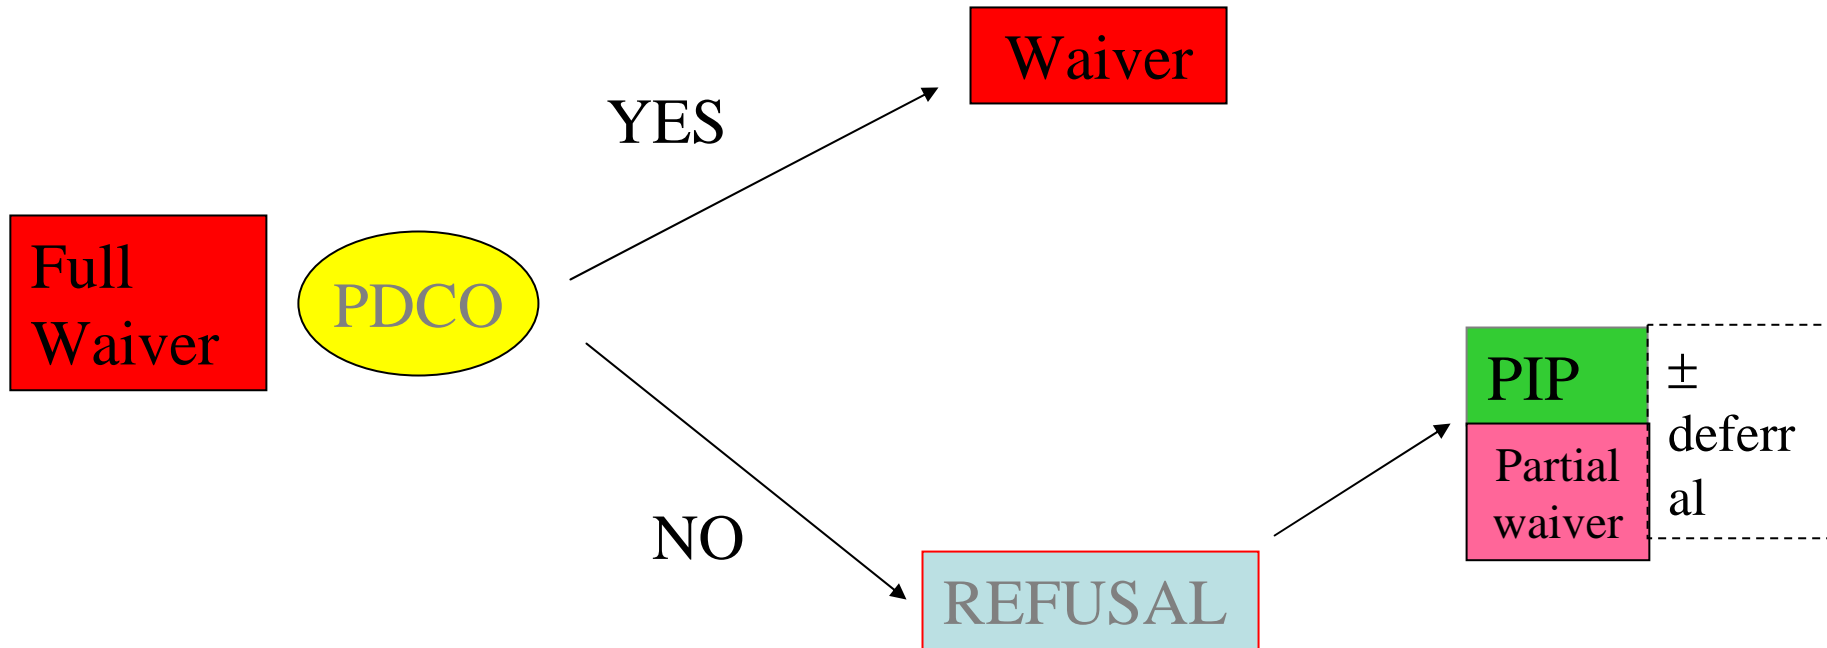 Waiver
YES
Full
Waiver
PDCO
PIP
±
deferr
al
Partial
waiver
NO
REFUSAL